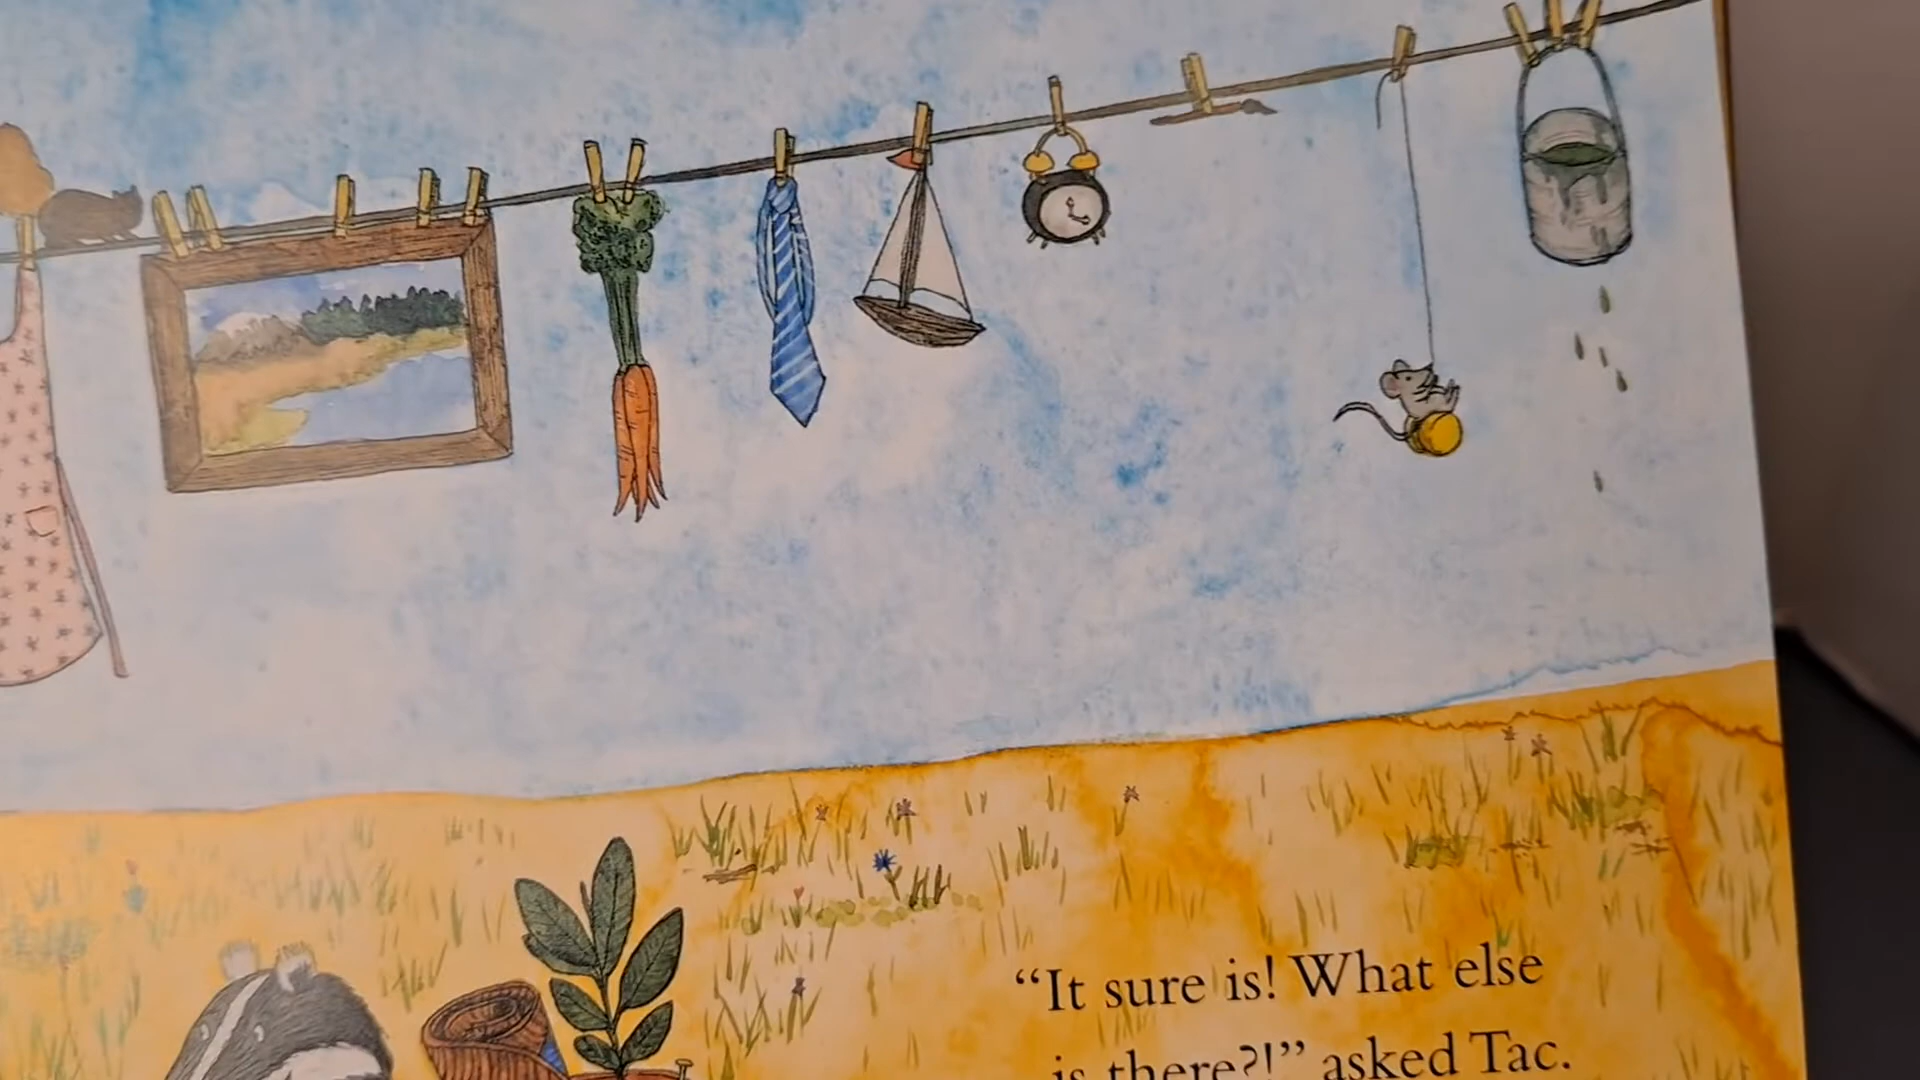 “It sure is! What else
is there?!” asked Tac.